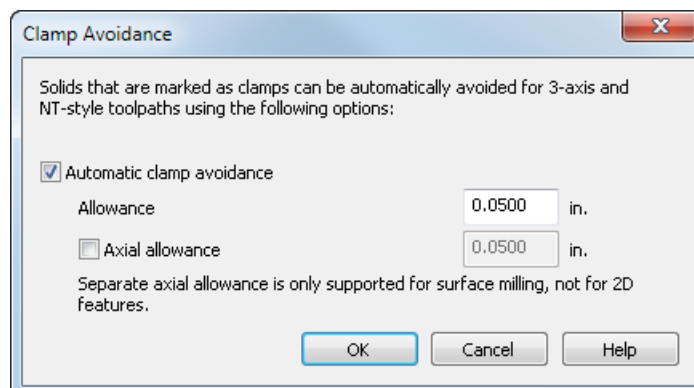 Clamp Avoidance
Solids that are marked as clamps can be automatically avoided for 3-axis and
NT-style toolpaths using the following options:
Automatic clamp avoidance
Allowance 0.0500 in.
Axial allowance 0.0500 in.
Separate axial allowance is only supported for surface milling, not for 2D
features.
OK Cancel Help